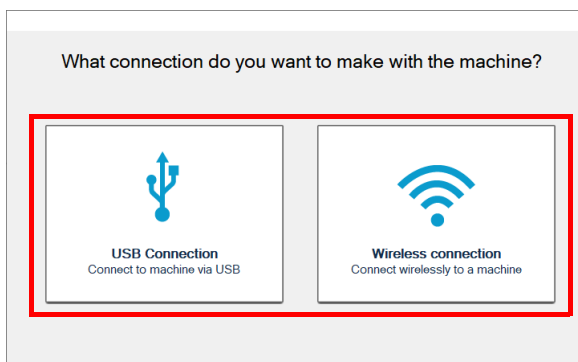 What connection do you want to make with the machine?
USB Connection
Connect to machine via USB
Wireless connection
Connect wirelessly to a machine